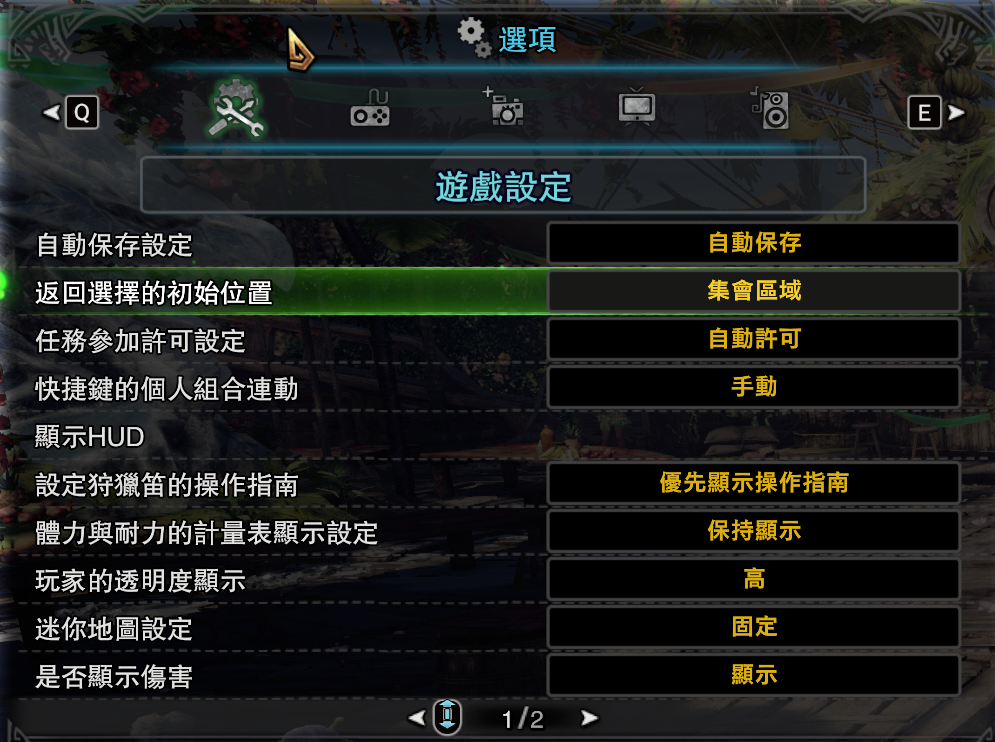 選項
Q
E
遊戲設定
自動保存設定 自動保存
返回選擇的初始位置 集會區域
任務參加許可設定 自動許可
快捷鍵的個人組合連動 手動
顯示HUD
設定狩獵笛的操作指南 優先顯示操作指南
體力與耐力的計量表顯示設定 保持顯示
玩家的透明度顯示 高
迷你地圖設定 固定
是否顯示傷害 顯示
1/2